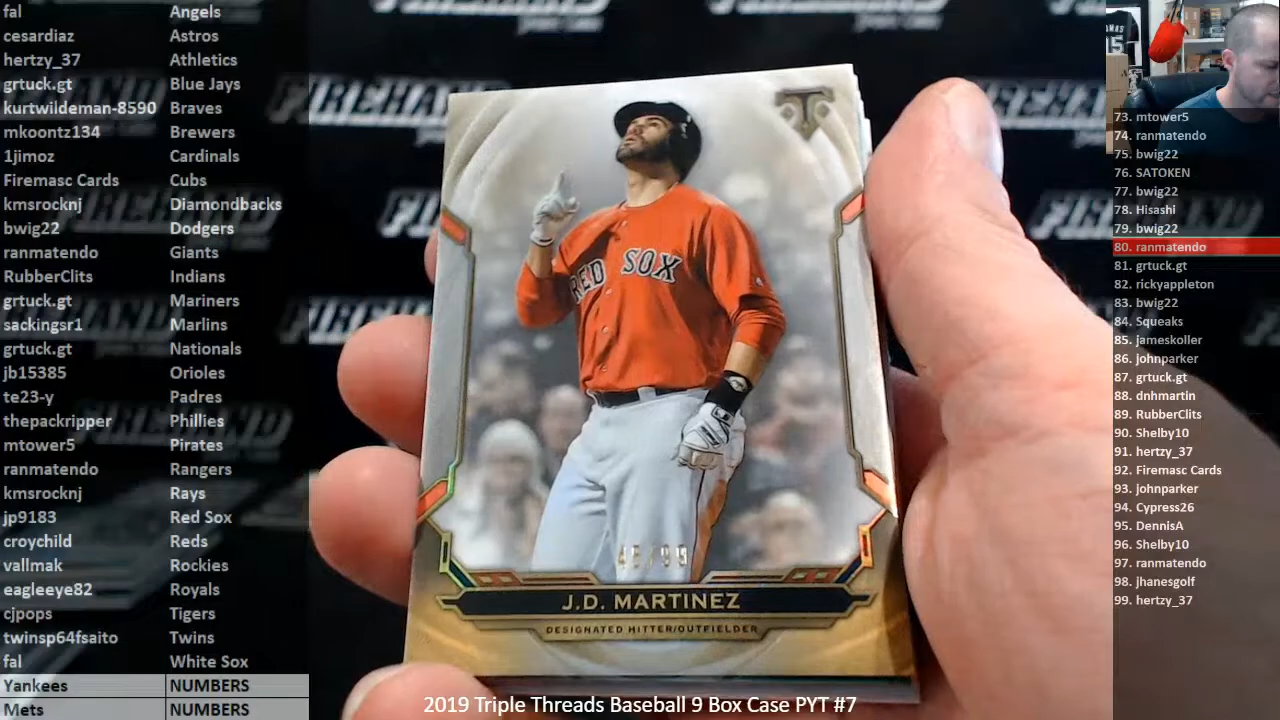 fal Angels
cesardiaz Astros
hertzy_37 Athletics
grtuck.gt Blue Jays
kurtwildeman-8590 Braves
mkoontz134 Brewers
1jimoz Cardinals
Firemasc Cards Cubs
kmsrocknj Diamondbacks
bwig22 Dodgers
ranmatendo Giants
RubberClits Indians
grtuck.gt Mariners
sackingsr1 Marlins
grtuck.gt Nationals
jb15385 Orioles
te23-y Padres
thepackripper Phillies
mtower5 Pirates
ranmatendo Rangers
kmsrocknj Rays
jp9183 Red Sox
croychild Reds
vallmak Rockies
eagleeye82 Royals
cjpops Tigers
twinsp64fsaito Twins
fal White Sox
Yankees NUMBERS
Mets NUMBERS
RED SOX
J.D. MARTINEZ
DESIGNATED HITTER/OUTFIELDER
2019 Triple Threads Baseball 9 Box Case PYT #7
73. mtower5
74. ranmatendo
75. bwig22
76. SATOKEN
77. bwig22
78. Hisashi
79. bwig22
80. ranmatendo
81. grtuck.gt
82. rickyappleton
83. bwig22
84. Squeaks
85. jameskoller
86. johnparker
87. grtuck.gt
88. dnhmartin
89. RubberClits
90. Shelby10
91. hertzy_37
92. Firemasc Cards
93. johnparker
94. Cypress26
95. DennisA
96. Shelby10
97. ranmatendo
98. jhanesgolf
99. hertzy_37